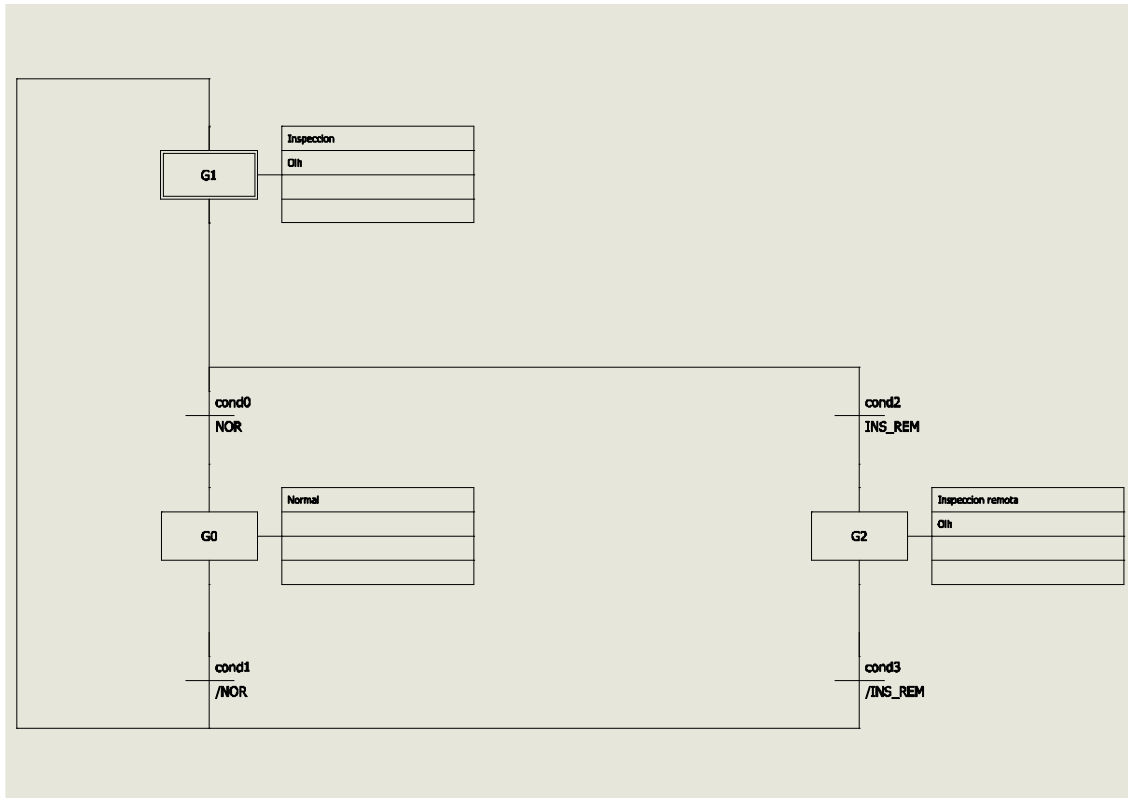 Inspeccion
Olh
G1
cond0
NOR
cond2
INS_REM
Normal
G0
Inspeccion remota
Olh
G2
cond1
/NOR
cond3
/INS_REM